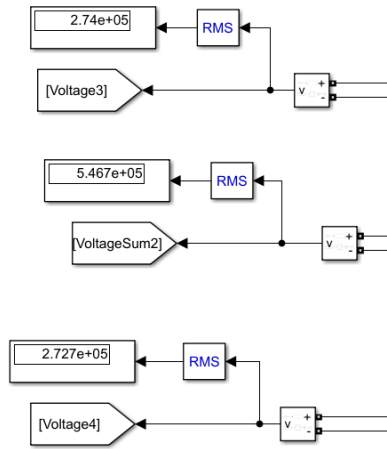 2.74e+05
RMS
[Voltage3]
v
+
-
5.467e+05
RMS
[VoltageSum2]
v
+
-
2.727e+05
RMS
[Voltage4]
v
+
-